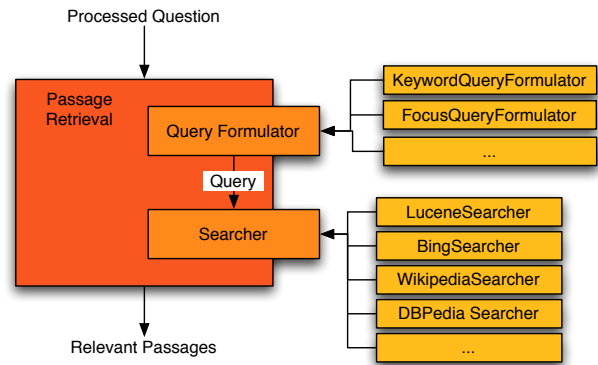 Processed Question
Passage
Retrieval
Query Formulator
Query
Searcher
Relevant Passages
KeywordQueryFormulator
FocusQueryFormulator
...
LuceneSearcher
BingSearcher
WikipediaSearcher
DBPedia Searcher
...